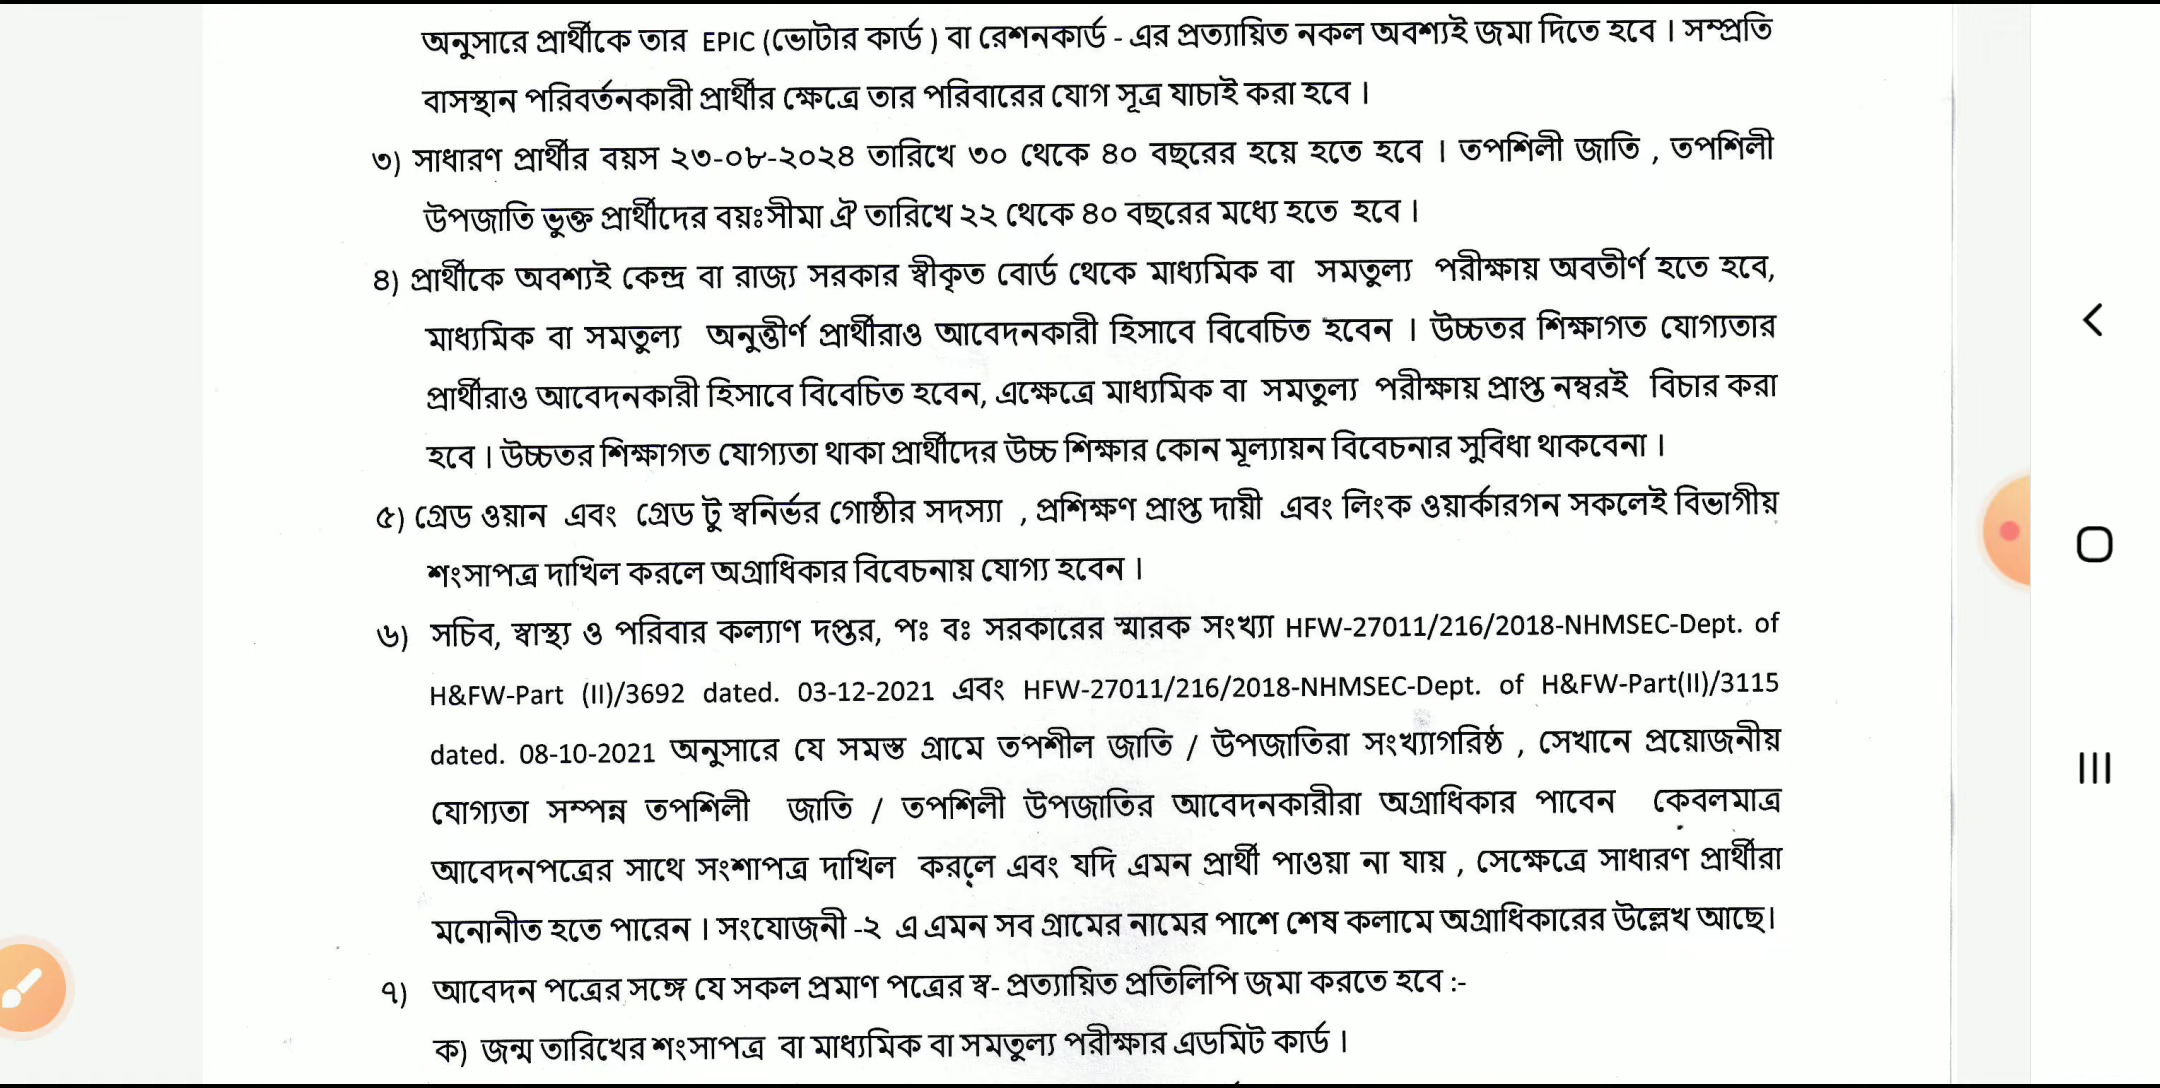 অনুসারে প্রার্থীকে তার EPIC (ভোটার কার্ড ) বা রেশনকার্ড - এর প্রত্যায়িত নকল অবশ্যই জমা দিতে হবে । সম্প্রতি
বাসস্থান পরিবর্তনকারী প্রার্থীর ক্ষেত্রে তার পরিবারের যোগ সূত্র যাচাই করা হবে ।
৩) সাধারণ প্রার্থীর বয়স ২৩-০৮-২০২৪ তারিখে ৩০ থেকে ৪০ বছরের হয়ে হতে হবে । তপশিলী জাতি , তপশিলী
উপজাতি ভুক্ত প্রার্থীদের বয়ঃসীমা ঐ তারিখে ২২ থেকে ৪০ বছরের মধ্যে হতে হবে ।
৪) প্রার্থীকে অবশ্যই কেন্দ্র বা রাজ্য সরকার স্বীকৃত বোর্ড থেকে মাধ্যমিক বা সমতুল্য পরীক্ষায় অবতীর্ণ হতে হবে,
মাধ্যমিক বা সমতুল্য অনুত্তীর্ণ প্রার্থীরাও আবেদনকারী হিসাবে বিবেচিত হবেন । উচ্চতর শিক্ষাগত যোগ্যতার
প্রার্থীরাও আবেদনকারী হিসাবে বিবেচিত হবেন, এক্ষেত্রে মাধ্যমিক বা সমতুল্য পরীক্ষায় প্রাপ্ত নম্বরই বিচার করা
হবে । উচ্চতর শিক্ষাগত যোগ্যতা থাকা প্রার্থীদের উচ্চ শিক্ষার কোন মূল্যায়ন বিবেচনার সুবিধা থাকবেনা ।
৫) গ্রেড ওয়ান এবং গ্রেড টু স্বনির্ভর গোষ্ঠীর সদস্যা , প্রশিক্ষণ প্রাপ্ত দায়ী এবং লিংক ওয়ার্কারগন সকলেই বিভাগীয়
শংসাপত্র দাখিল করলে অগ্রাধিকার বিবেচনায় যোগ্য হবেন ।
৬) সচিব, স্বাস্থ্য ও পরিবার কল্যাণ দপ্তর, পঃ বঃ সরকারের স্মারক সংখ্যা HFW-27011/216/2018-NHMSEC-Dept. of
H&FW-Part (II)/3692 dated. 03-12-2021 এবং HFW-27011/216/2018-NHMSEC-Dept. of H&FW-Part(II)/3115
dated. 08-10-2021 অনুসারে যে সমস্ত গ্রামে তপশীল জাতি / উপজাতিরা সংখ্যাগরিষ্ঠ , সেখানে প্রয়োজনীয়
যোগ্যতা সম্পন্ন তপশিলী জাতি / তপশিলী উপজাতির আবেদনকারীরা অগ্রাধিকার পাবেন কেবলমাত্র
আবেদনপত্রের সাথে সংশাপত্র দাখিল করলে এবং যদি এমন প্রার্থী পাওয়া না যায় , সেক্ষেত্রে সাধারণ প্রার্থীরা
মনোনীত হতে পারেন । সংযোজনী -২ এ এমন সব গ্রামের নামের পাশে শেষ কলামে অগ্রাধিকারের উল্লেখ আছে।
৭) আবেদন পত্রের সঙ্গে যে সকল প্রমাণ পত্রের স্ব- প্রত্যায়িত প্রতিলিপি জমা করতে হবে :-
ক) জন্ম তারিখের শংসাপত্র বা মাধ্যমিক বা সমতুল্য পরীক্ষার এডমিট কার্ড ।